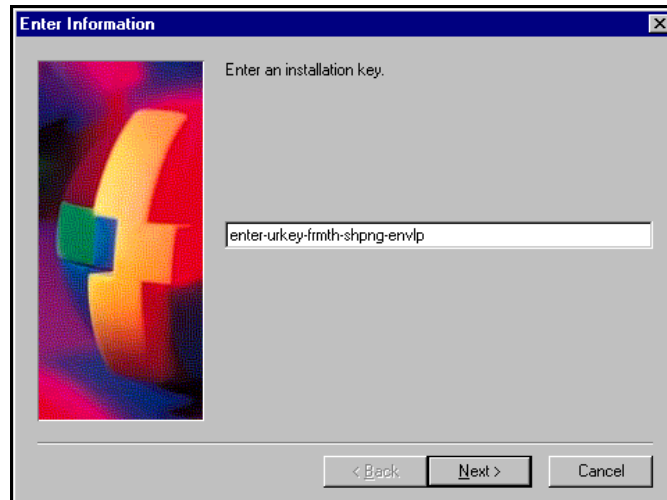 Enter Information
Enter an installation key.
enter-urkey-frmth-shpng-envlp
< Back
Next >
Cancel